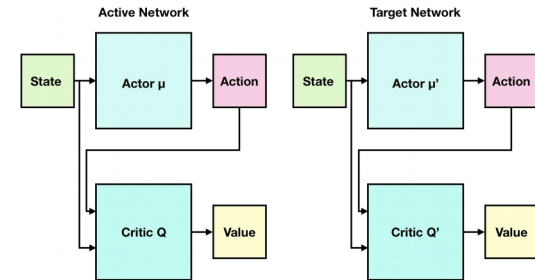 Active Network
State
Actor μ
Action
Critic Q
Value
Target Network
State
Actor μ'
Action
Critic Q'
Value